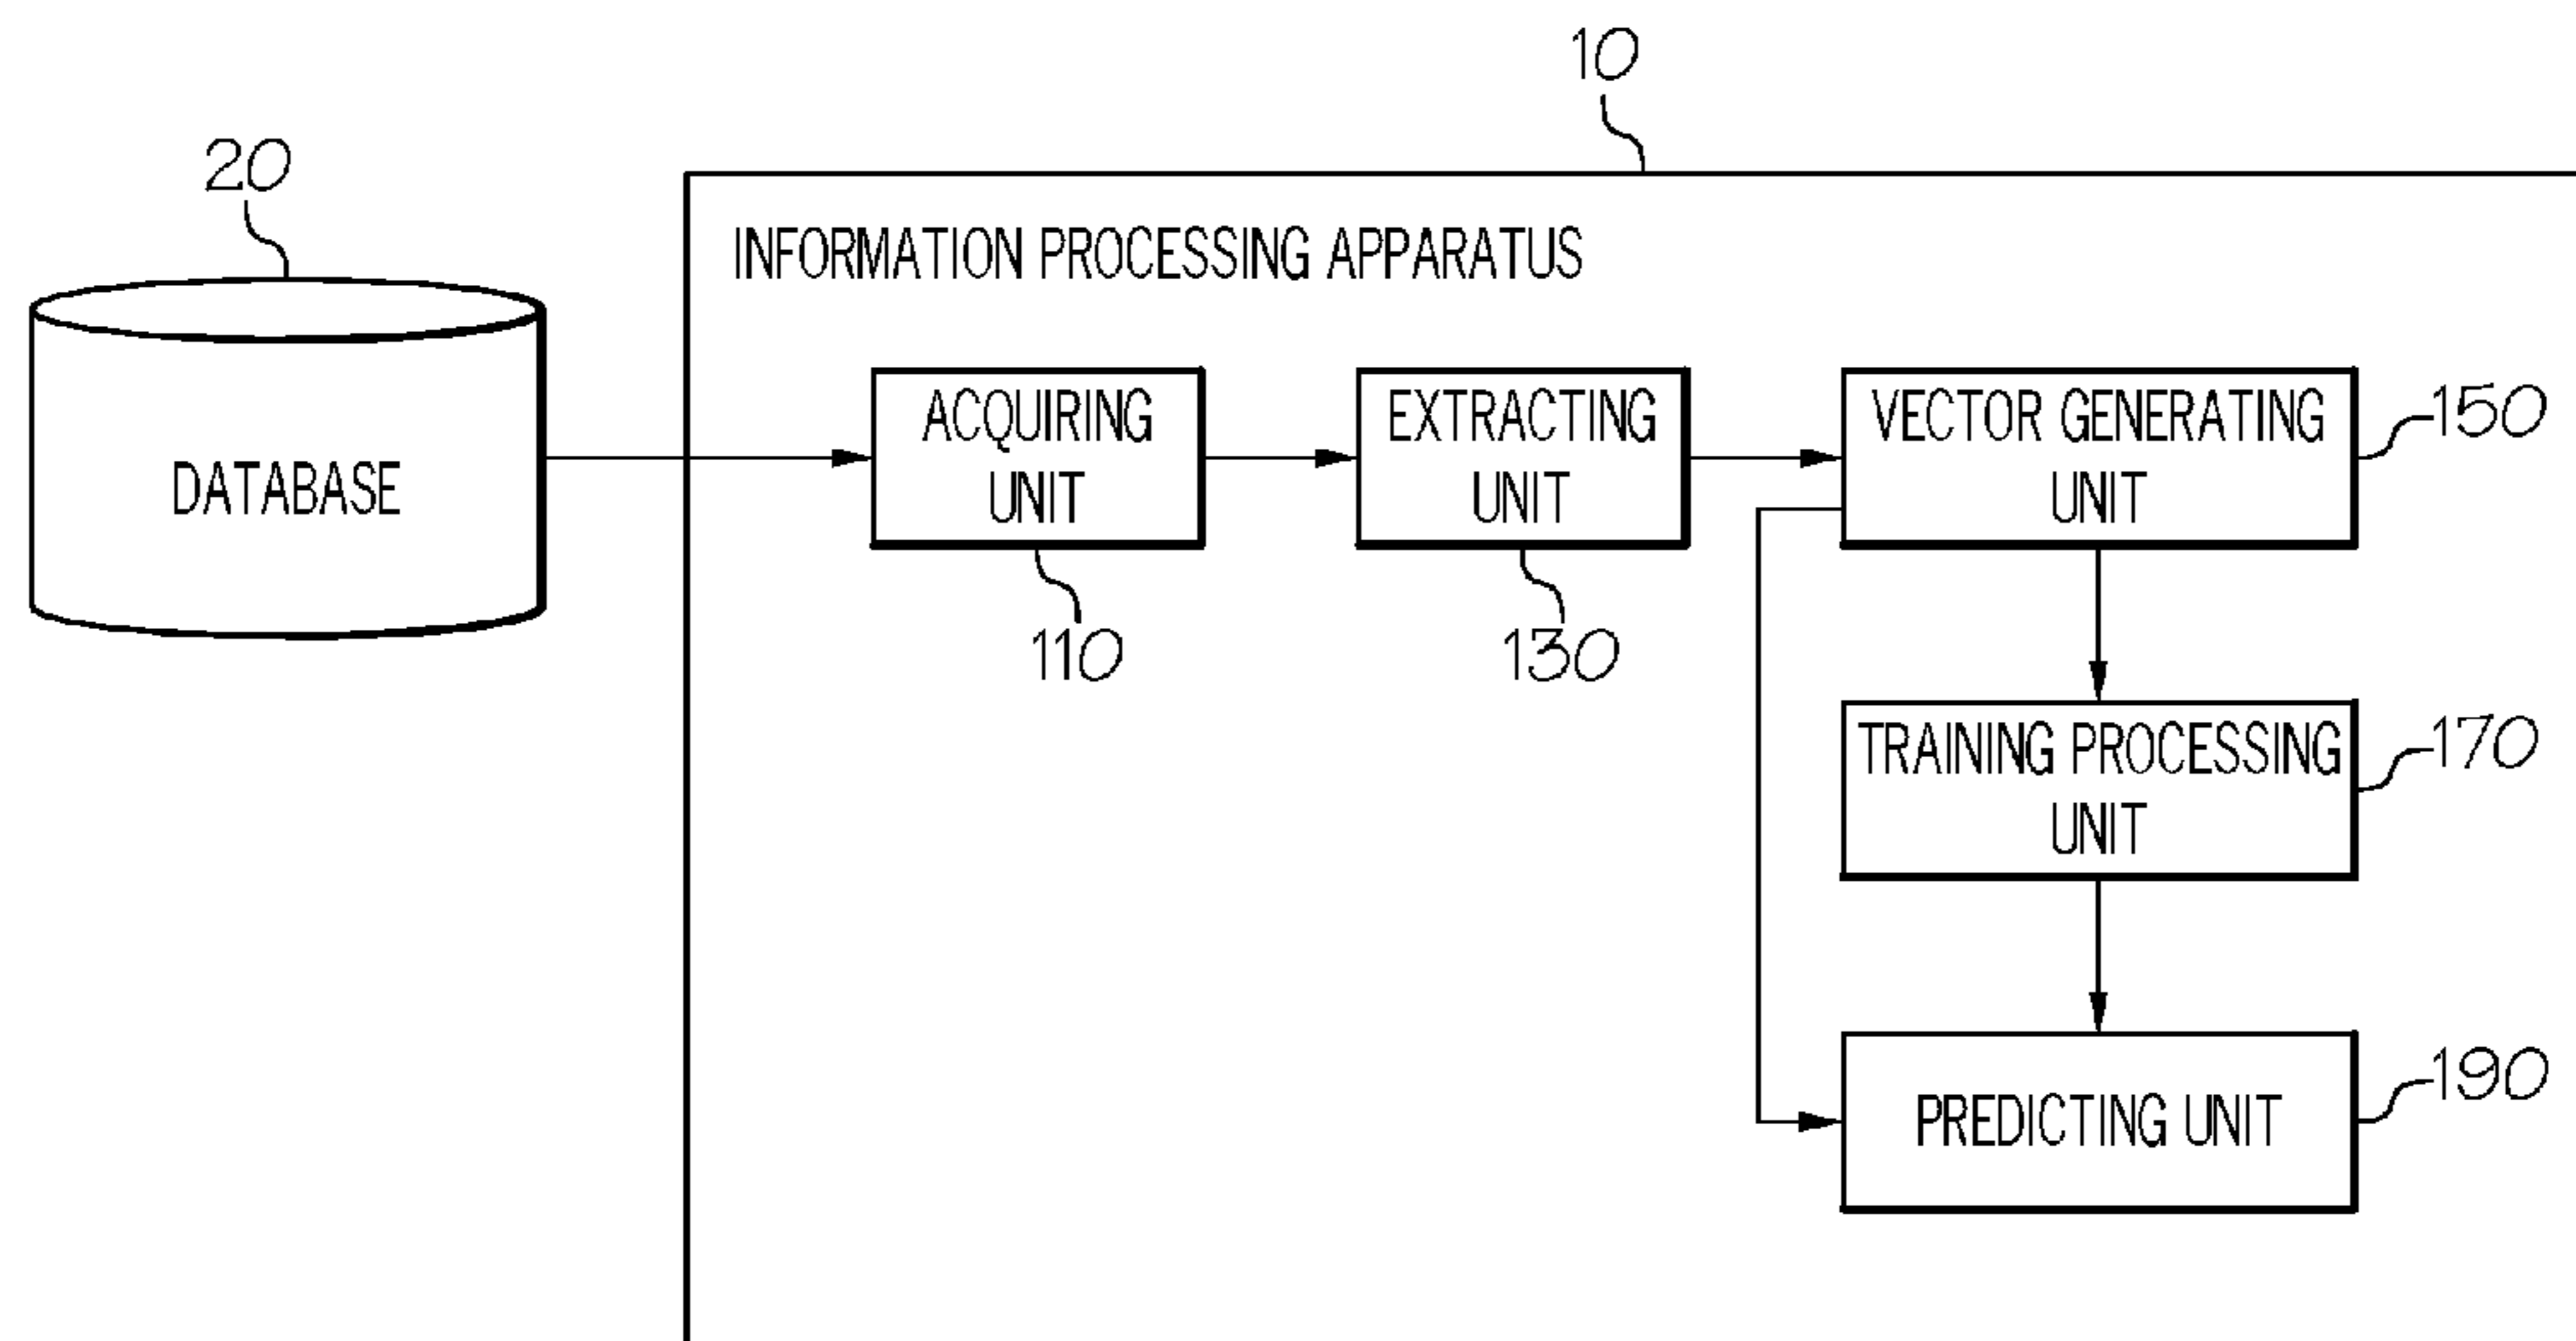 10
20
INFORMATION PROCESSING APPARATUS
DATABASE
ACQUIRING
UNIT
110
EXTRACTING
UNIT
130
VECTOR GENERATING
UNIT
150
TRAINING PROCESSING
UNIT
170
PREDICTING UNIT
190